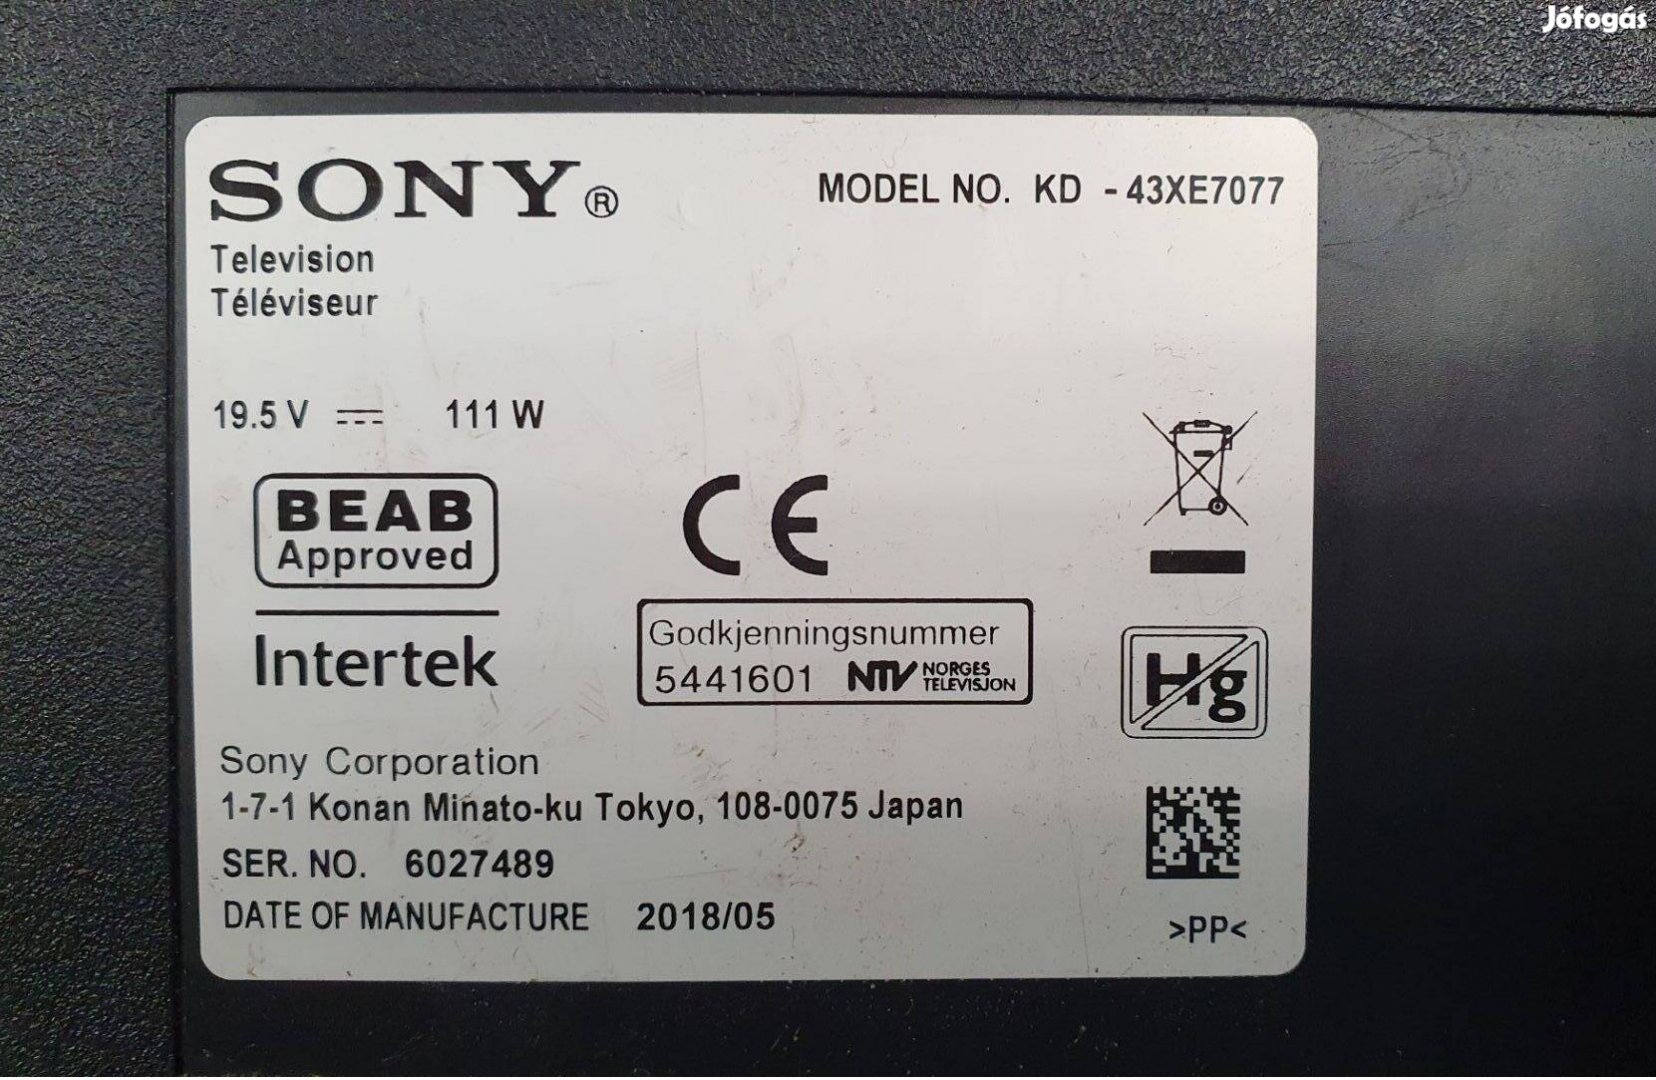 Jófogás
SONY®
MODEL NO. KD - 43XE7077
Television
Téléviseur
19.5 V ⎓ 111 W
BEAB
Approved
Intertek
CE
Godkjenningsnummer
5441601 NTV NORGES TELEVISJON
Hg
Sony Corporation
1-7-1 Konan Minato-ku Tokyo, 108-0075 Japan
SER. NO. 6027489
DATE OF MANUFACTURE 2018/05
>PP<